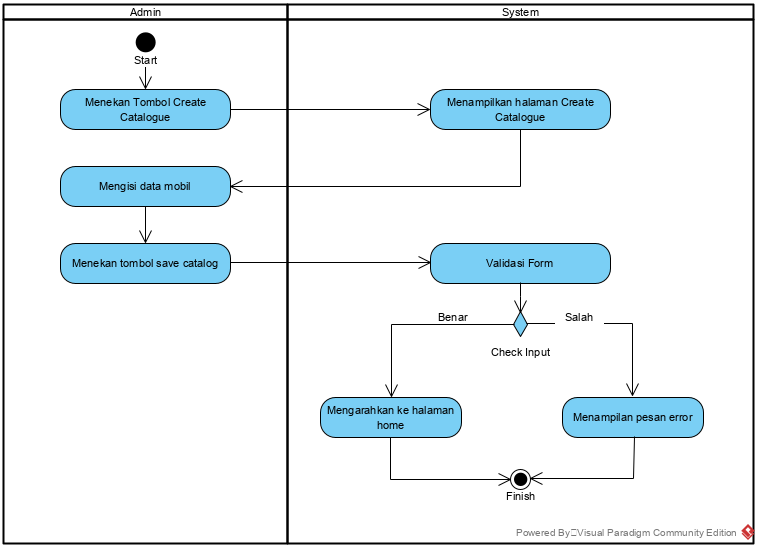 Admin
System
Start
Menekan Tombol Create
Catalogue
Menampilkan halaman Create
Catalogue
Mengisi data mobil
Menekan tombol save catalog
Validasi Form
Benar
Salah
Check Input
Mengarahkan ke halaman
home
Menampilan pesan error
Finish
Powered By Visual Paradigm Community Edition